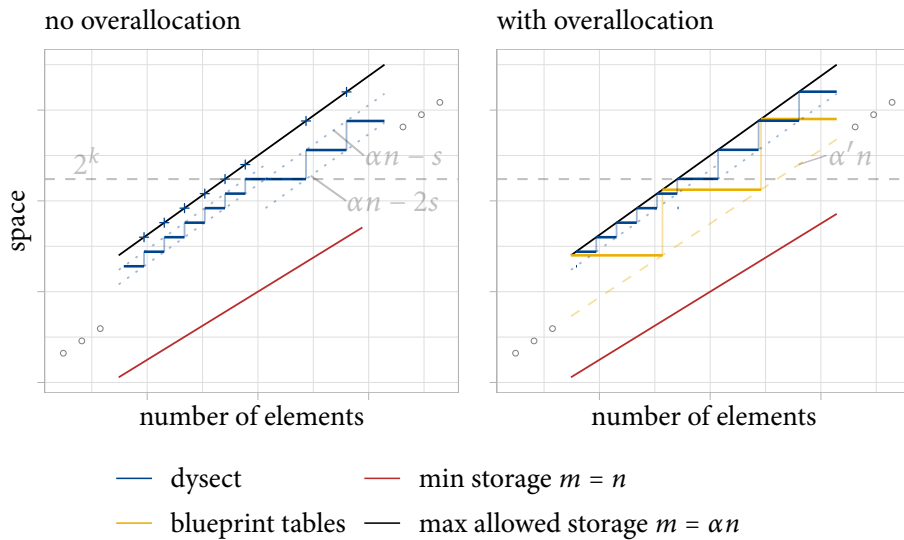 no overallocation
with overallocation
2^k
αn − s
αn − 2s
α′n
space
number of elements
number of elements
dysect
min storage m = n
blueprint tables
max allowed storage m = αn